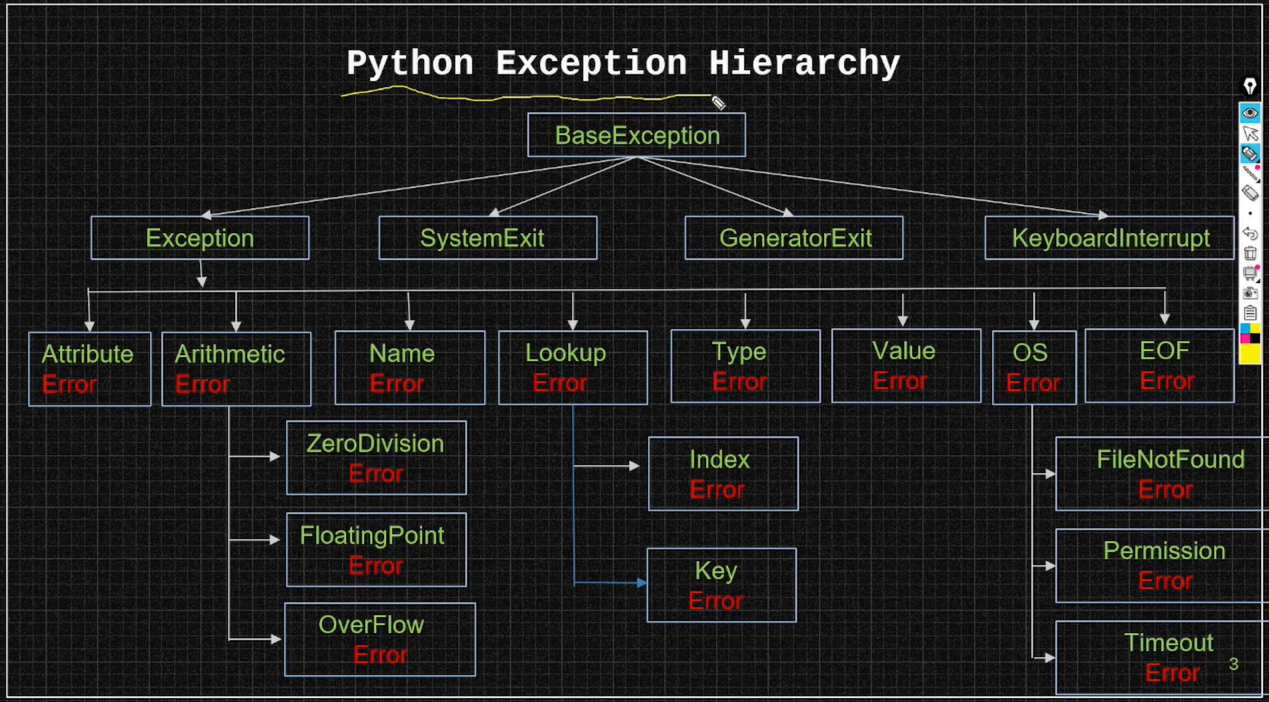 Python Exception Hierarchy
BaseException
Exception
SystemExit
GeneratorExit
KeyboardInterrupt
Attribute
Error
Arithmetic
Error
Name
Error
Lookup
Error
Type
Error
Value
Error
OS
Error
EOF
Error
ZeroDivision
Error
FloatingPoint
Error
OverFlow
Error
Index
Error
Key
Error
FileNotFound
Error
Permission
Error
Timeout
Error
3